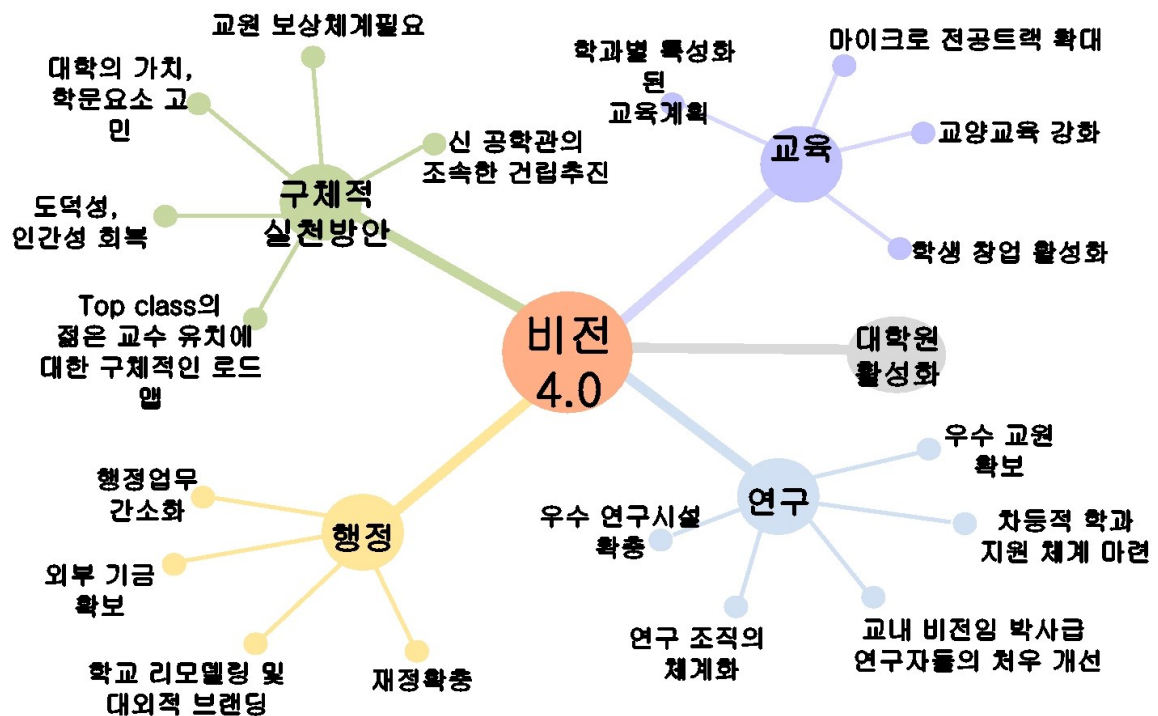 교원 보상체계필요
대학의 가치,
학문요소 고
민
신 공학관의
조속한 건립추진
구체적
실천방안
도덕성,
인간성 회복
Top class의
젊은 교수 유치에
대한 구체적인 로드
맵
학과별 특성화
된
교육계획
마이크로 전공트랙 확대
교육
교양교육 강화
학생 창업 활성화
비전
4.0
대학원
활성화
행정업무
간소화
행정
외부 기금
확보
학교 리모델링 및
대외적 브랜딩
재정확충
우수 교원
확보
연구
우수 연구시설
확충
차등적 학과
지원 체계 마련
연구 조직의
체계화
교내 비전임 박사급
연구자들의 처우 개선